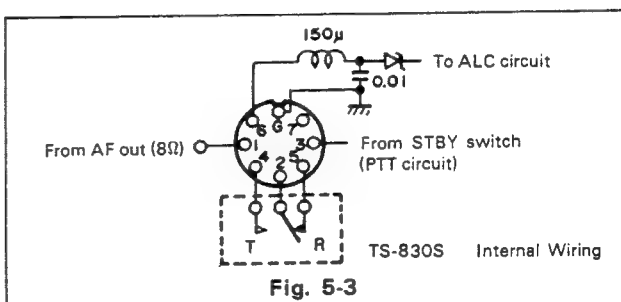 150μ
To ALC circuit
0.01
G
6 7
From AF out (8Ω) 1 3 From STBY switch
4 2 5 (PTT circuit)
T R TS-830S Internal Wiring
Fig. 5-3